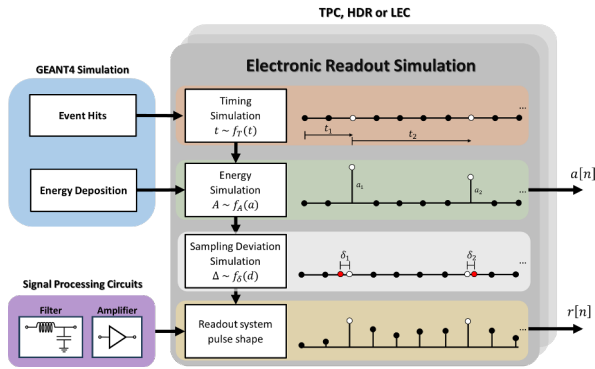 TPC, HDR or LEC
Electronic Readout Simulation
GEANT4 Simulation
Event Hits
Energy Deposition
Timing
Simulation
t ~ f_T(t)
t_1
t_2
...
Energy
Simulation
A ~ f_A(a)
a_1
a_2
...
a[n]
Sampling Deviation
Simulation
Δ ~ f_δ(d)
δ_1
δ_2
...
Signal Processing Circuits
Filter
Amplifier
Readout system
pulse shape
...
r[n]